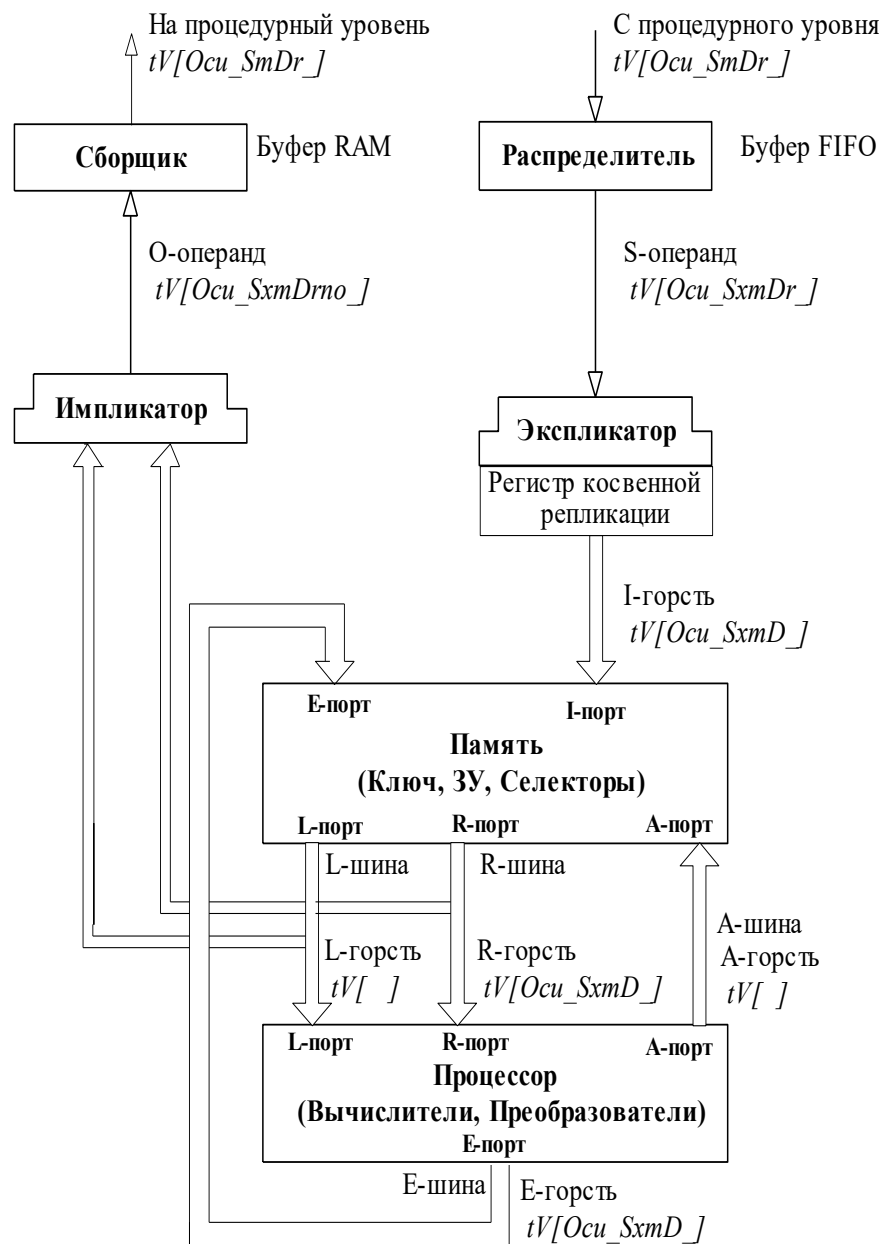 На процедурный уровень
tV[Ocu_SmDr_]
С процедурного уровня
tV[Ocu_SmDr_]
Сборщик
Буфер RAM
Распределитель
Буфер FIFO
О-операнд
tV[Ocu_SxmDrno_]
S-операнд
tV[Ocu_SxmDr_]
Импликатор
Экспликатор
Регистр косвенной
репликации
I-горсть
tV[Ocu_SxmD_]
E-порт
I-порт
Память
(Ключ, ЗУ, Селекторы)
L-порт
R-порт
A-порт
L-шина
R-шина
A-шина
A-горсть
tV[ ]
L-горсть
tV[ ]
R-горсть
tV[Ocu_SxmD_]
L-порт
R-порт
A-порт
Процессор
(Вычислители, Преобразователи)
E-порт
E-шина
E-горсть
tV[Ocu_SxmD_]